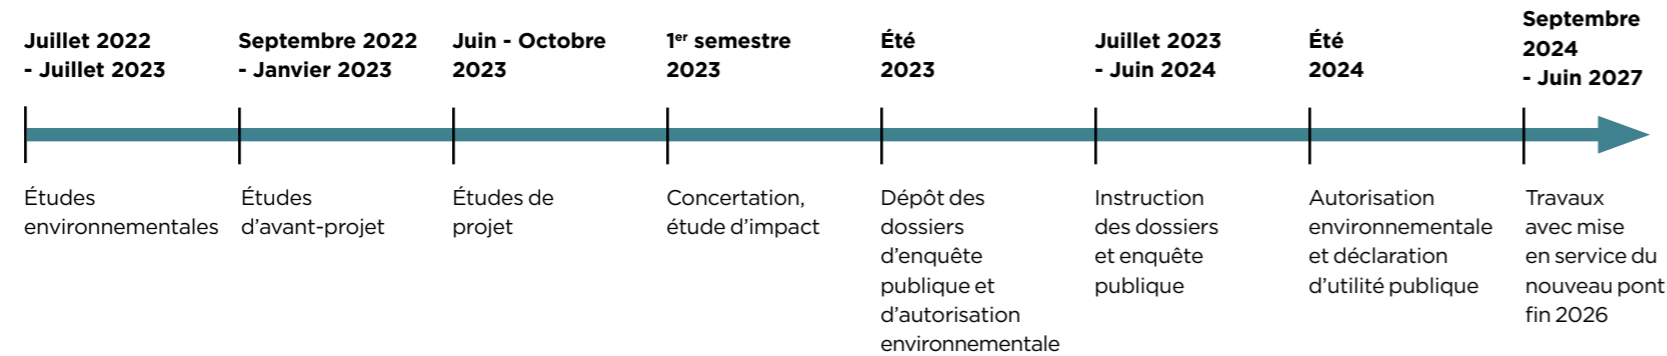 Juillet 2022
- Juillet 2023
Études
environnementales
Septembre 2022
- Janvier 2023
Études
d’avant-projet
Juin - Octobre
2023
Études de
projet
1er semestre
2023
Concertation,
étude d’impact
Été
2023
Dépôt des
dossiers
d’enquête
publique et
d’autorisation
environnementale
Juillet 2023
- Juin 2024
Instruction
des dossiers
et enquête
publique
Été
2024
Autorisation
environnementale
et déclaration
d’utilité publique
Septembre
2024
- Juin 2027
Travaux
avec mise
en service du
nouveau pont
fin 2026